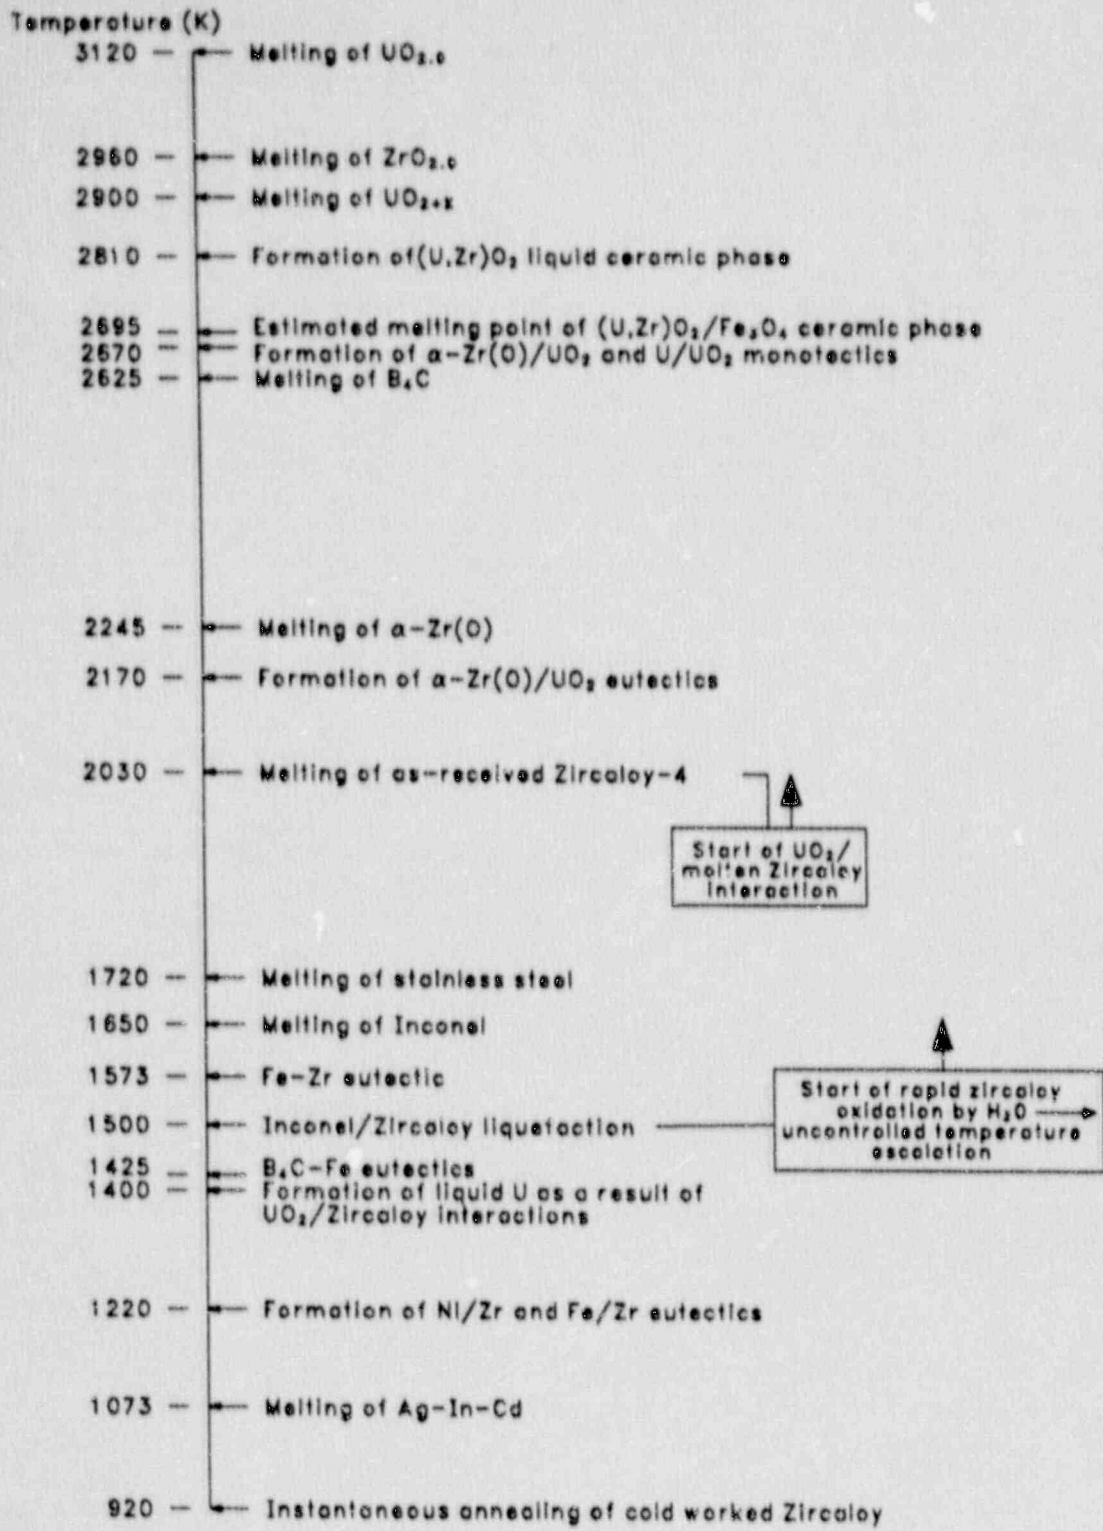 Temperature (K)
3120 — Melting of UO₂.₀
2960 — Melting of ZrO₂.₀
2900 — Melting of UO₂₊ₓ
2810 — Formation of (U,Zr)O₂ liquid ceramic phase
2695 — Estimated melting point of (U,Zr)O₂/Fe₃O₄ ceramic phase
2670 — Formation of α-Zr(O)/UO₂ and U/UO₂ monotectics
2625 — Melting of B₄C
2245 — Melting of α-Zr(O)
2170 — Formation of α-Zr(O)/UO₂ eutectics
2030 — Melting of as-received Zircaloy-4
Start of UO₂/
molten Zircaloy
interaction
1720 — Melting of stainless steel
1650 — Melting of Inconel
1573 — Fe-Zr eutectic
1500 — Inconel/Zircaloy liquefaction
Start of rapid zircaloy
oxidation by H₂O
uncontrolled temperature
escalation
1425 — B₄C-Fe eutectics
1400 — Formation of liquid U as a result of
UO₂/Zircaloy interactions
1220 — Formation of Ni/Zr and Fe/Zr eutectics
1073 — Melting of Ag-In-Cd
920 — Instantaneous annealing of cold worked Zircaloy